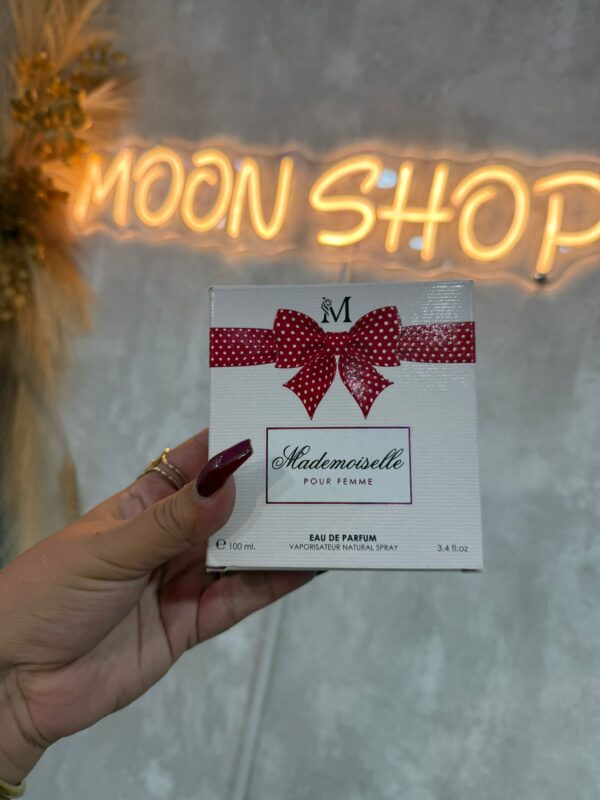 MOON SHOP
M
Mademoiselle
POUR FEMME
EAU DE PARFUM
℮ 100 ml.
VAPORISATEUR NATURAL SPRAY
3.4 fl.oz